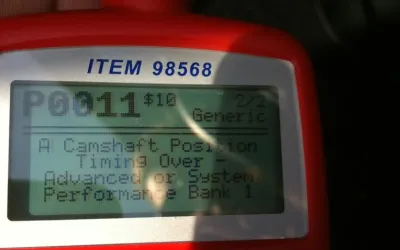 ITEM 98568
P0011 $10 2/2
Generic
A Camshaft Position
Timing Over -
Advanced or System
Performance Bank 1